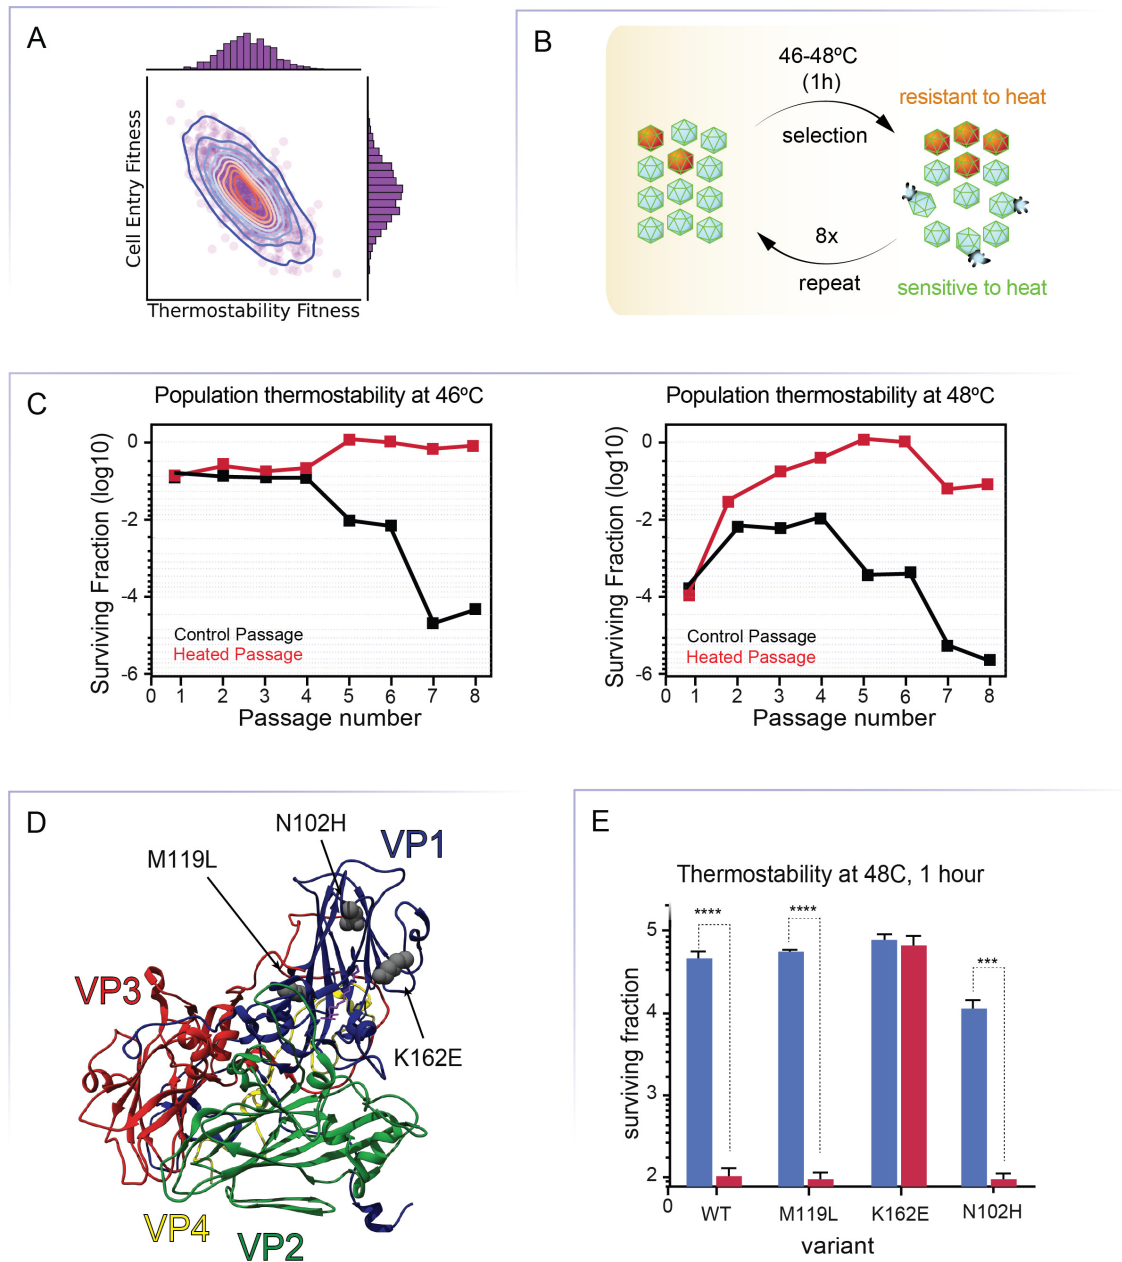 A
Cell Entry Fitness
Thermostability Fitness
B
46-48ºC
(1h)
selection
resistant to heat
8x
repeat
sensitive to heat
C
Population thermostability at 46ºC
Surviving Fraction (log10)
0
-2
-4
-6
Control Passage
Heated Passage
0 1 2 3 4 5 6 7 8
Passage number
Population thermostability at 48ºC
Surviving Fraction (log10)
0
-2
-4
-6
Control Passage
Heated Passage
0 1 2 3 4 5 6 7 8
Passage number
D
N102H
VP1
M119L
VP3
K162E
VP4
VP2
E
Thermostability at 48C, 1 hour
surviving fraction
5
4
3
2
0
**** **** ***
WT M119L K162E N102H
variant